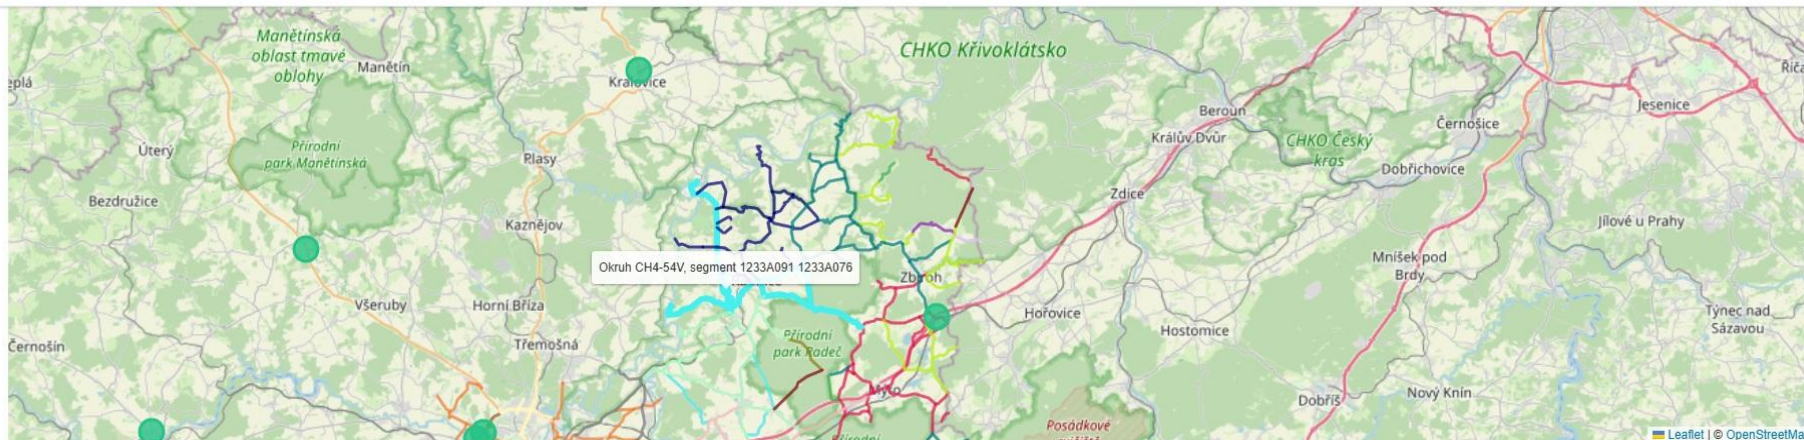 Manětínská
oblast tmavé
oblohy
Manětín
CHKO Křivoklátsko
Kralovice
Beroun
Jesenice
Králův Dvůr
Černošice
CHKO Český
kras
Úterý
Přírodní
park Manětínská
Plasy
Dobřichovice
Bezdružice
Zdice
Kaznějov
Jílové u Prahy
Okruh CH4-54V, segment 1233A091 1233A076
Mníšek pod
Brdy
Všeruby
Horní Bříza
Hořovice
Týnec nad
Sázavou
Hostomice
Černošín
Třemošná
Přírodní
park Radeč
Mýto
Dobříš
Nový Knín
Posádkové
Přírodní
Leaflet | © OpenStreetMa